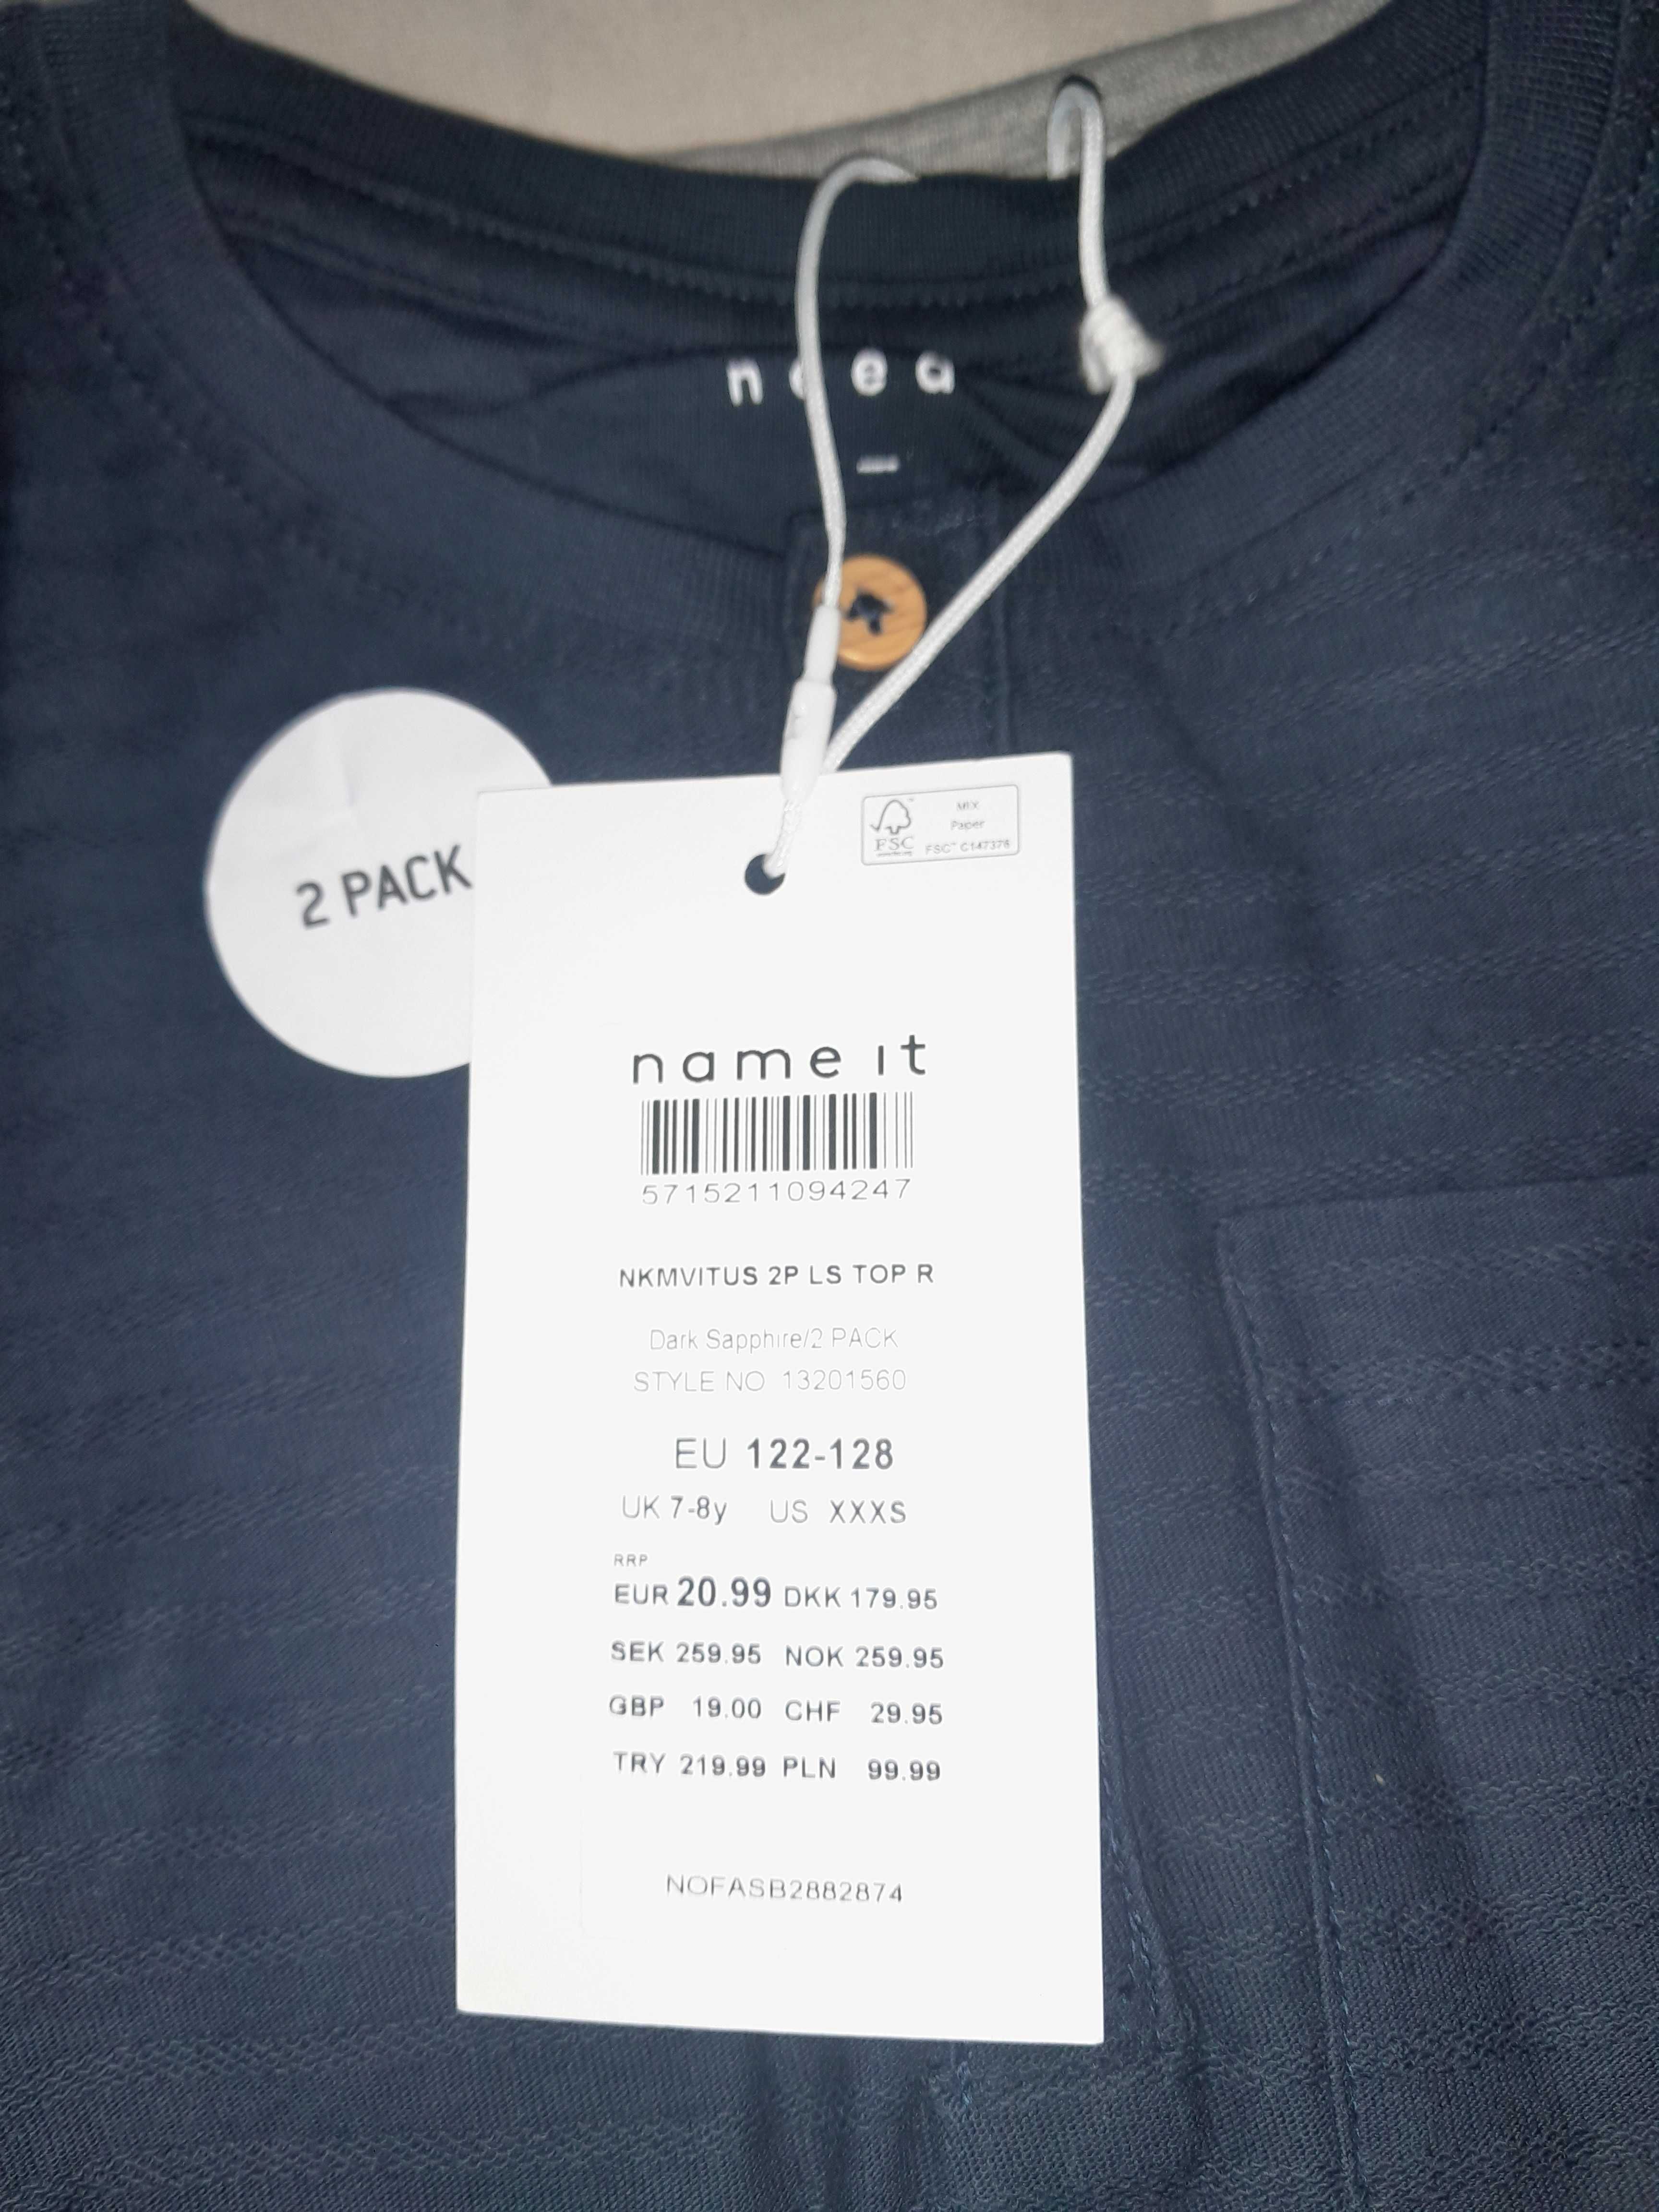 2 PACK
FSC
MIX
Paper
FSC™ C147376
name it
5715211094247
NKMVITUS 2P LS TOP R
Dark Sapphire/2 PACK
STYLE NO 13201560
EU 122-128
UK 7-8y US XXXS
RRP
EUR 20.99 DKK 179.95
SEK 259.95 NOK 259.95
GBP 19.00 CHF 29.95
TRY 219.99 PLN 99.99
NOFASB2882874